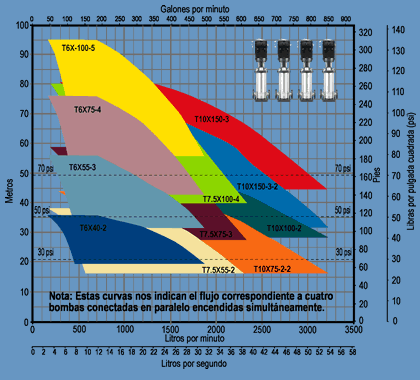 Galones por minuto
50 100 150 200 250 300 350 400 450 500 550 600 650 700 750 800 850 900
100
90
80
70
60
50
40
30
20
10
0
Metros
320
300
280
260
240
220
200
180
160
140
120
100
80
60
40
20
0
Pies
140
130
120
110
100
90
80
70
60
50
40
30
20
10
0
Libras por pulgada cuadrada (psi)
T6X-100-5
T6X75-4
T10X150-3
70 psi
T6X55-3
70 psi
T10X150-3-2
T7.5X100-4
50 psi
50 psi
T6X40-2
T7.5X75-3
T10X100-2
30 psi
30 psi
T7.5X55-2
T10X75-2-2
Nota: Estas curvas nos indican el flujo correspondiente a cuatro
bombas conectadas en paralelo encendidas simultáneamente.
0 500 1000 1500 2000 2500 3000 3500
Litros por minuto
0 2 4 6 8 10 12 14 16 18 20 22 24 26 28 30 32 34 36 38 40 42 44 46 48 50 52 54 56 58
Litros por segundo